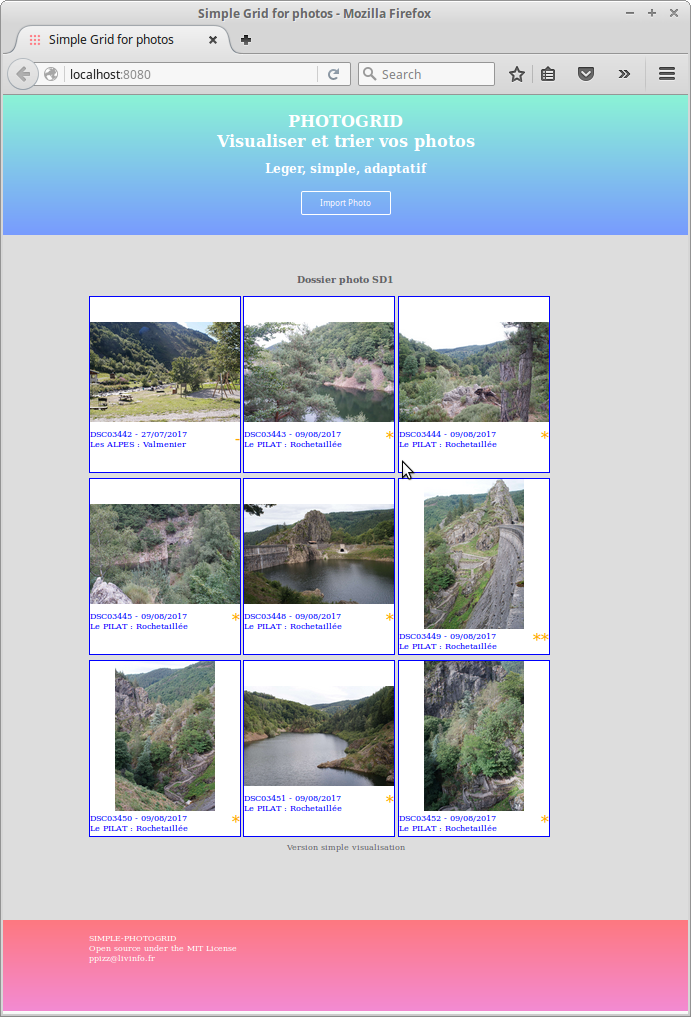 Simple Grid for photos - Mozilla Firefox
Simple Grid for photos
localhost:8080
Search
PHOTOGRID
Visualiser et trier vos photos
Leger, simple, adaptatif
Import Photo
Dossier photo SD1
DSC03442 - 27/07/2017
Les ALPES : Valmenier
-
DSC03443 - 09/08/2017
Le PILAT : Rochetaillée
*
DSC03444 - 09/08/2017
Le PILAT : Rochetaillée
*
DSC03445 - 09/08/2017
Le PILAT : Rochetaillée
*
DSC03448 - 09/08/2017
Le PILAT : Rochetaillée
*
DSC03449 - 09/08/2017
Le PILAT : Rochetaillée
**
DSC03450 - 09/08/2017
Le PILAT : Rochetaillée
*
DSC03451 - 09/08/2017
Le PILAT : Rochetaillée
*
DSC03452 - 09/08/2017
Le PILAT : Rochetaillée
*
Version simple visualisation
SIMPLE-PHOTOGRID
Open source under the MIT License
ppizz@livinfo.fr